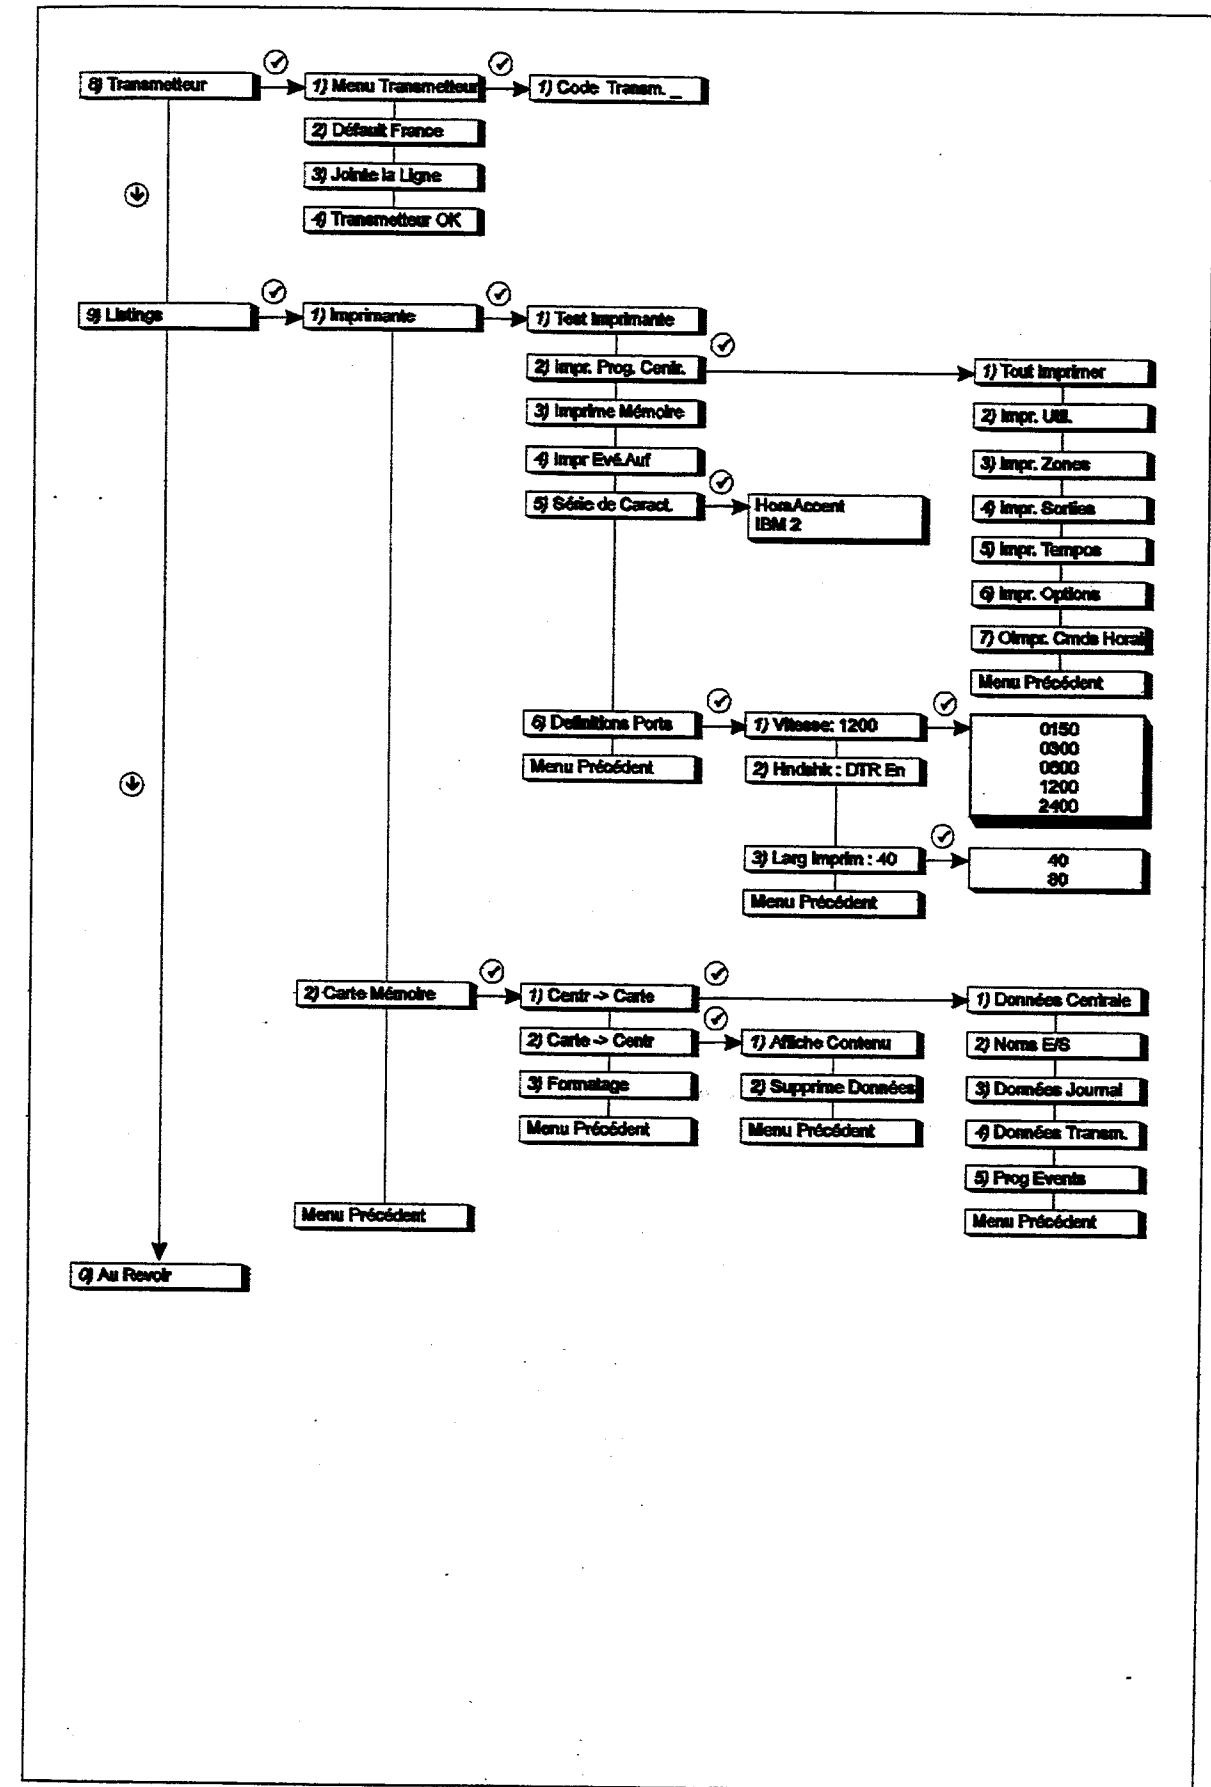 8) Transmetteur
1) Menu Transmetteur
1) Code Transm. _
2) Défault France
3) Jointe la Ligne
4) Transmetteur OK
9) Listings
1) Imprimante
1) Test Imprimante
2) Impr. Prog. Centr.
1) Tout Imprimer
3) Imprime Mémoire
2) Impr. Util.
4) Impr Evé.Auf
3) Impr. Zones
5) Série de Caract.
HorsAccent
IBM 2
4) Impr. Sorties
5) Impr. Tempos
6) Impr. Options
7) OImpr. Cmds Horai
Menu Précédent
6) Definitions Ports
1) Vitesse: 1200
0150
0300
0600
1200
2400
Menu Précédent
2) Hndshk : DTR En
3) Larg Imprim : 40
40
80
Menu Précédent
2) Carte Mémoire
1) Centr -> Carte
1) Données Centrale
2) Carte -> Centr
1) Affiche Contenu
2) Noms E/S
3) Formatage
2) Supprime Données
3) Données Journal
Menu Précédent
Menu Précédent
4) Données Transm.
5) Prog Events
Menu Précédent
Menu Précédent
0) Au Revoir